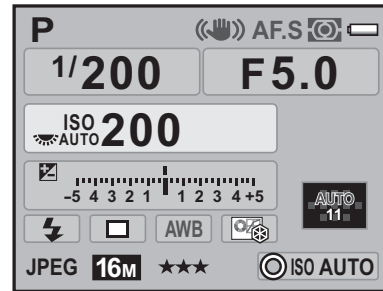 P AF.S
1/200 F5.0
ISO AUTO 200
-5 4 3 2 1 1 2 3 4 +5
AUTO
11
AWB
JPEG 16M ★★★ ISO AUTO